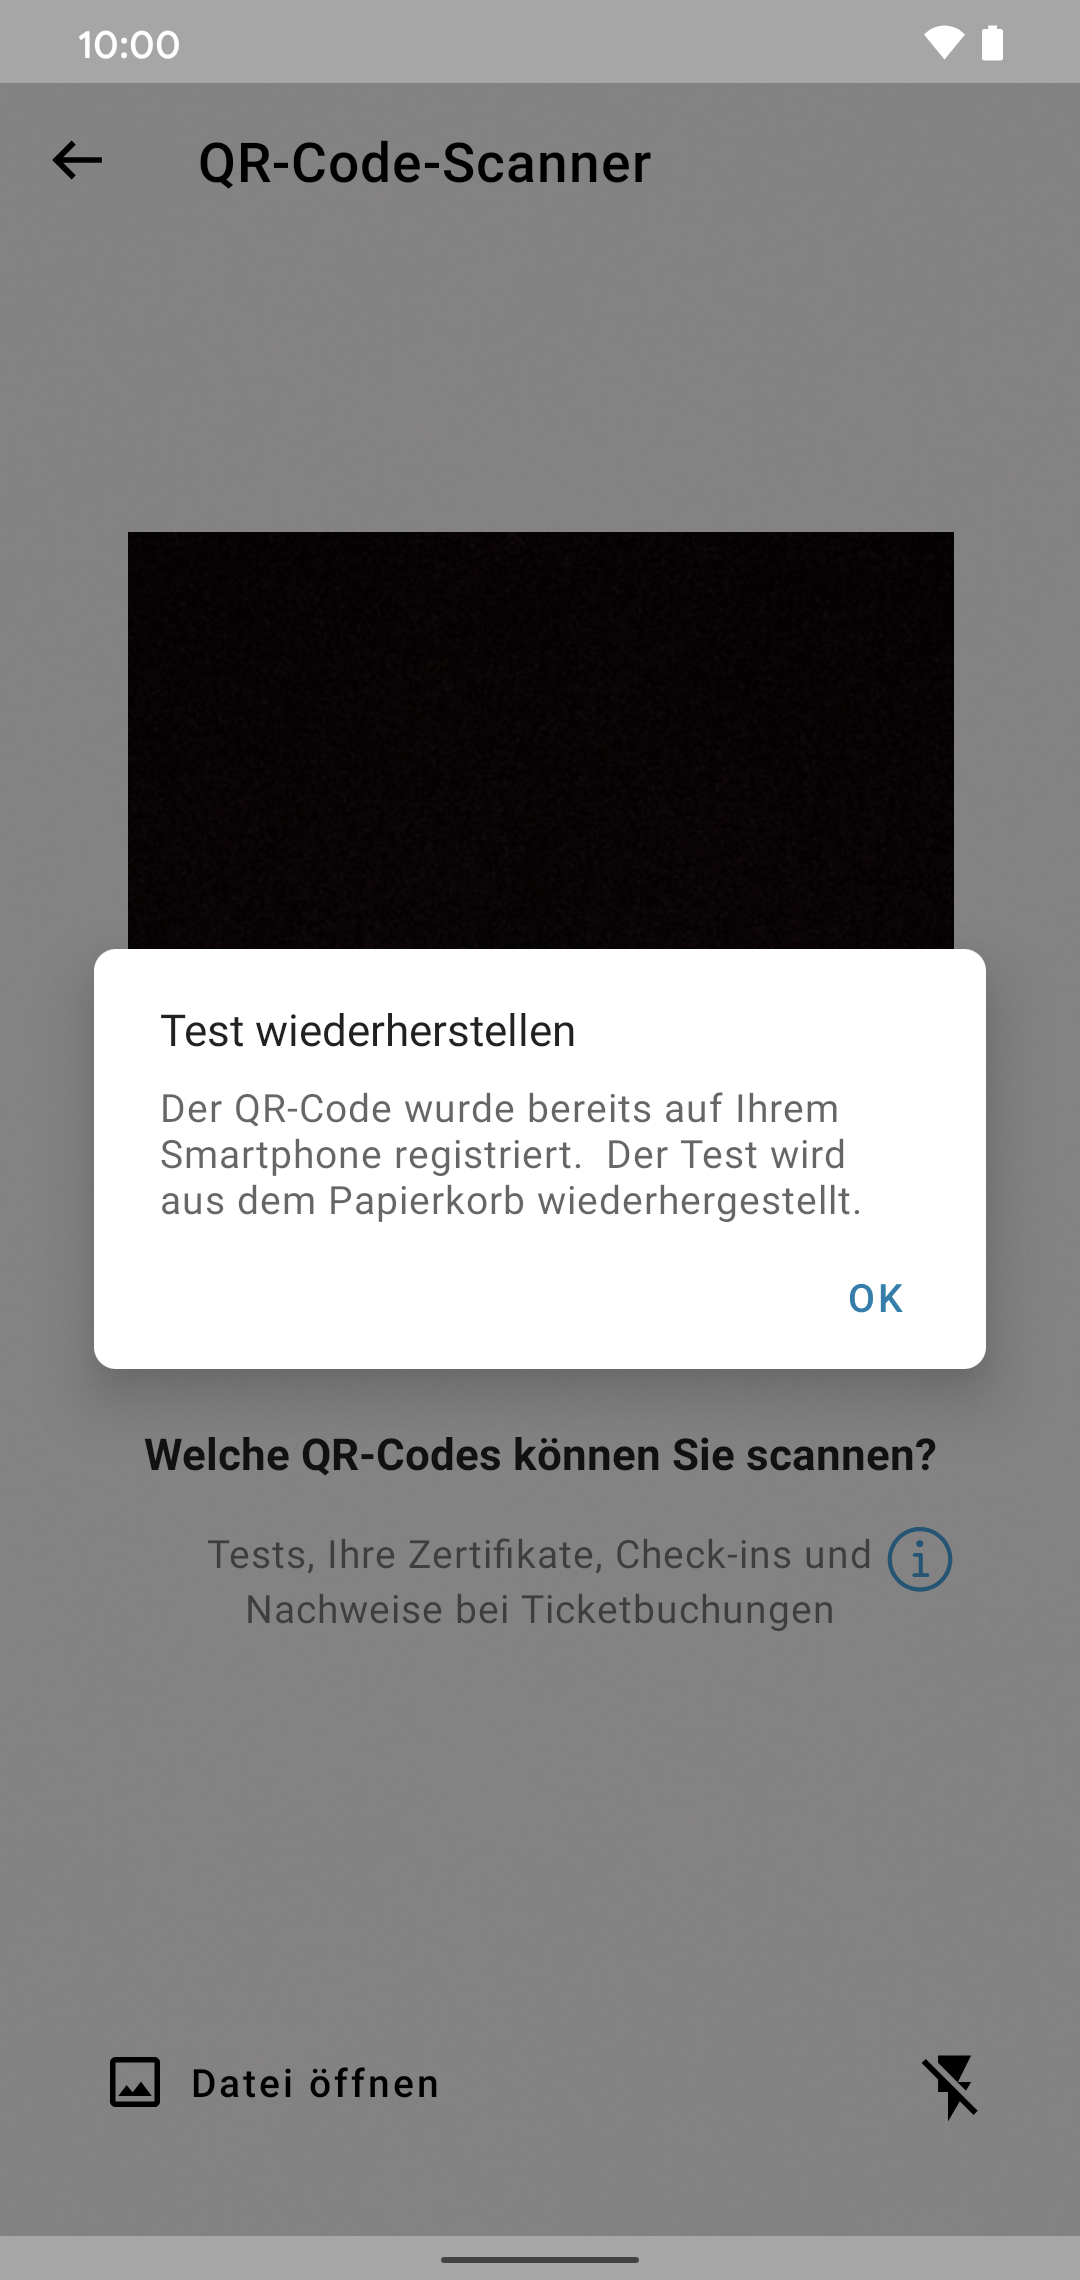 10:00
QR-Code-Scanner
Test wiederherstellen
Der QR-Code wurde bereits auf Ihrem
Smartphone registriert.  Der Test wird
aus dem Papierkorb wiederhergestellt.
OK
Welche QR-Codes können Sie scannen?
Tests, Ihre Zertifikate, Check-ins und
Nachweise bei Ticketbuchungen
Datei öffnen